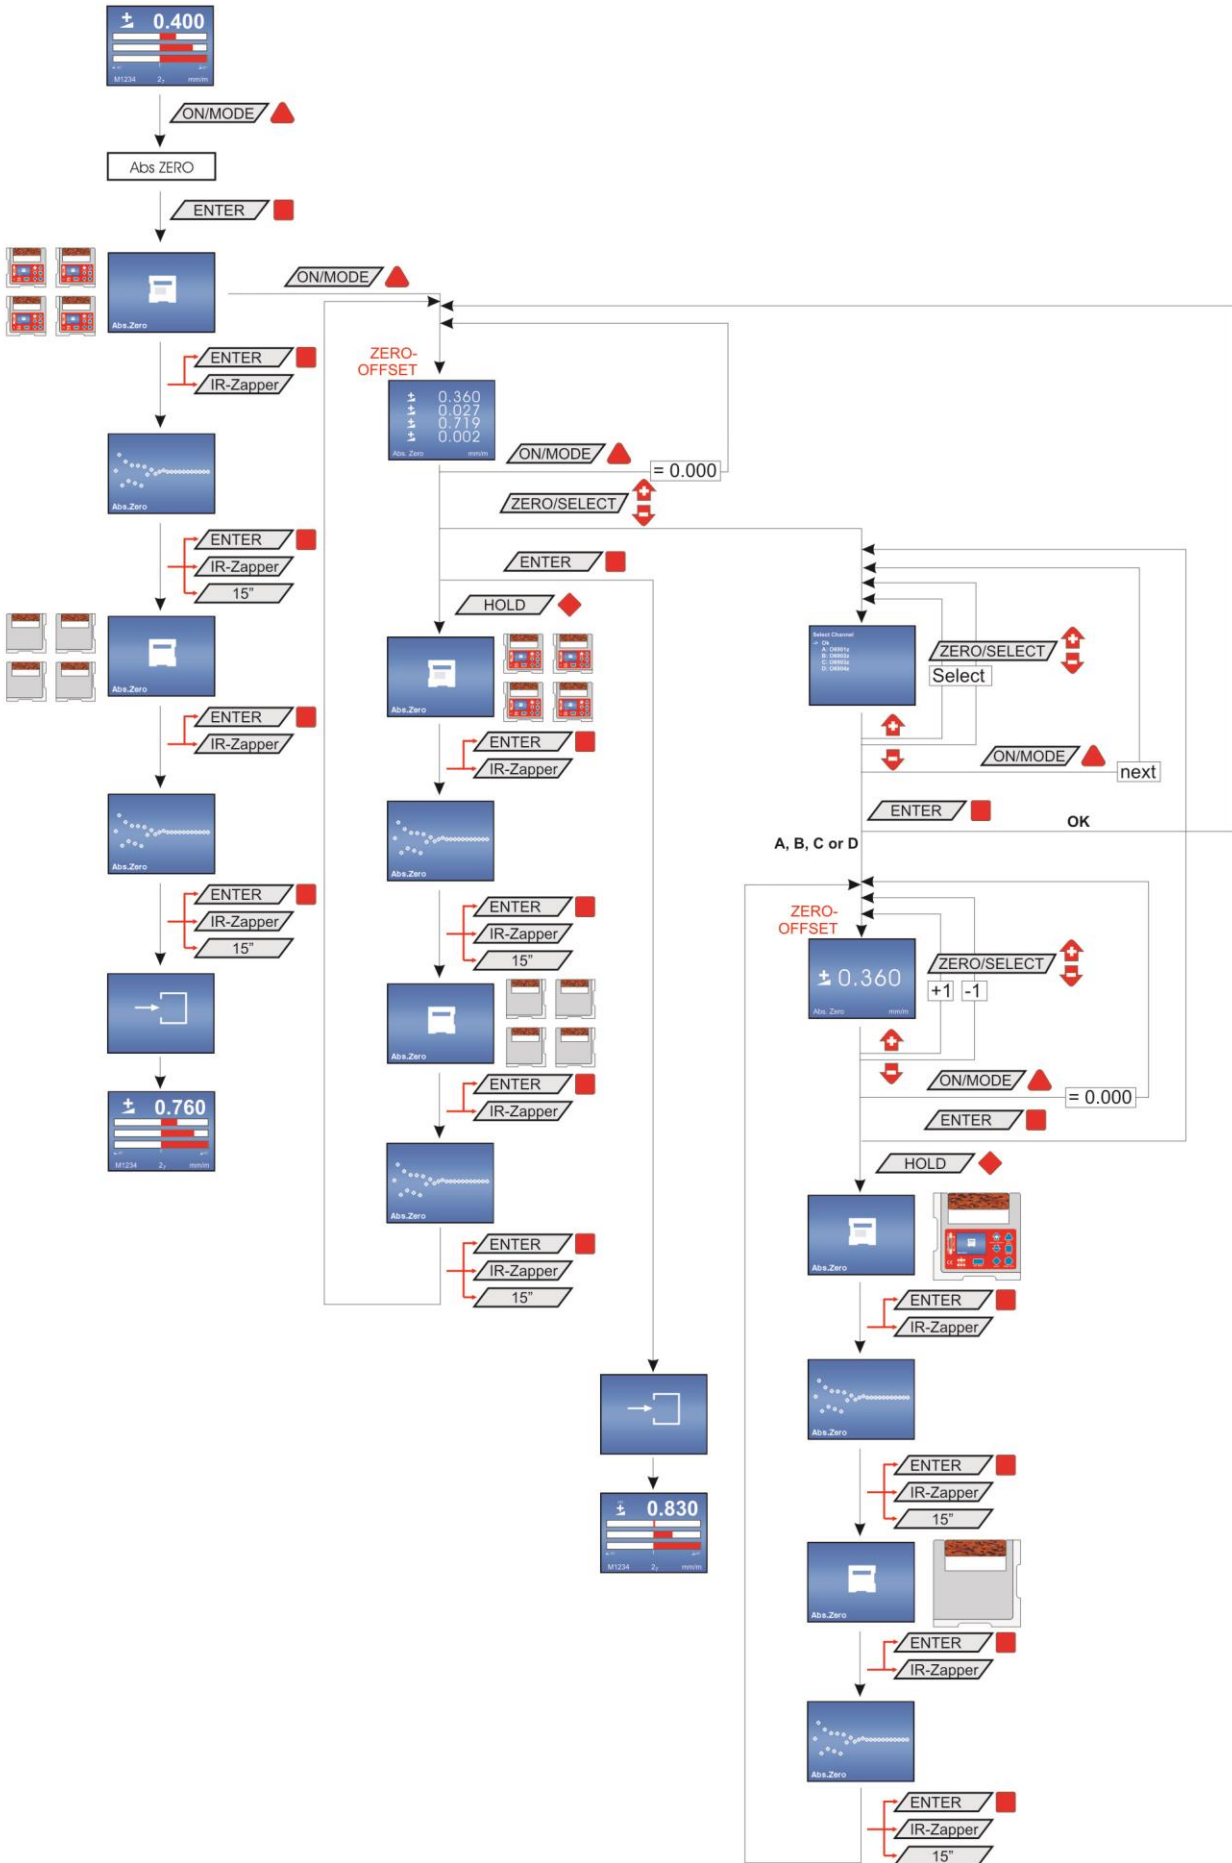 0.400
M1234 2₇ mm/m
ON/MODE
Abs ZERO
ENTER
Abs.Zero
ENTER
IR-Zapper
Abs.Zero
ENTER
IR-Zapper
15"
Abs.Zero
ENTER
IR-Zapper
Abs.Zero
ENTER
IR-Zapper
15"
0.760
M1234 2₇ mm/m
ON/MODE
ZERO-
OFFSET
0.360
0.027
0.719
0.002
Abs. Zero mm/m
ON/MODE
= 0.000
ZERO/SELECT
ENTER
HOLD
Abs.Zero
ENTER
IR-Zapper
Abs.Zero
ENTER
IR-Zapper
15"
Abs.Zero
ENTER
IR-Zapper
Abs.Zero
ENTER
IR-Zapper
15"
0.830
M1234 2₇ mm/m
Select Channel
Ok
ZERO/SELECT
Select
ON/MODE
next
ENTER
OK
A, B, C or D
ZERO-
OFFSET
0.360
Abs. Zero mm/m
ZERO/SELECT
+1 -1
ON/MODE
= 0.000
ENTER
HOLD
Abs.Zero
ENTER
IR-Zapper
Abs.Zero
ENTER
IR-Zapper
15"
Abs.Zero
ENTER
IR-Zapper
Abs.Zero
ENTER
IR-Zapper
15"